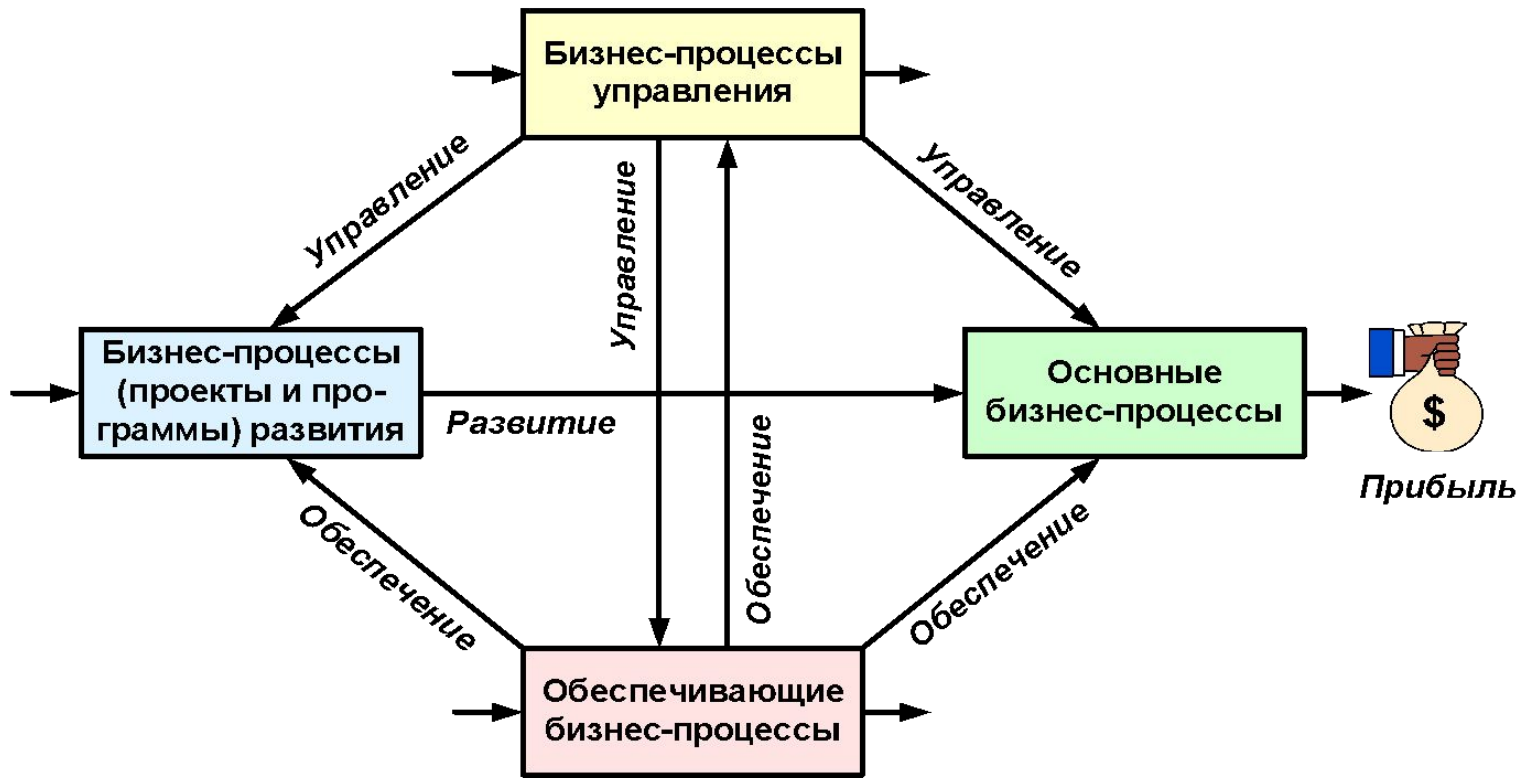 Бизнес-процессы
управления
Управление
Управление
Управление
Бизнес-процессы
(проекты и про-
граммы) развития
Развитие
Основные
бизнес-процессы
$
Прибыль
Обеспечение
Обеспечение
Обеспечение
Обеспечивающие
бизнес-процессы